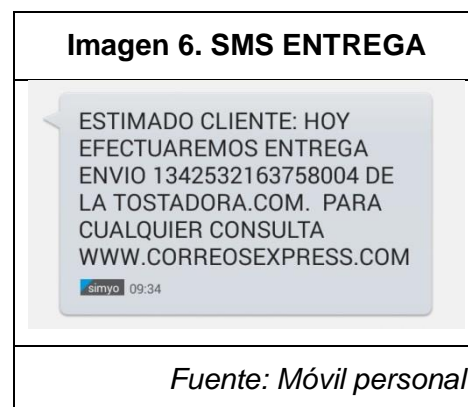 Imagen 6. SMS ENTREGA
ESTIMADO CLIENTE: HOY
EFECTUAREMOS ENTREGA
ENVIO 1342532163758004 DE
LA TOSTADORA.COM. PARA
CUALQUIER CONSULTA
WWW.CORREOSEXPRESS.COM
simyo 09:34
Fuente: Móvil personal